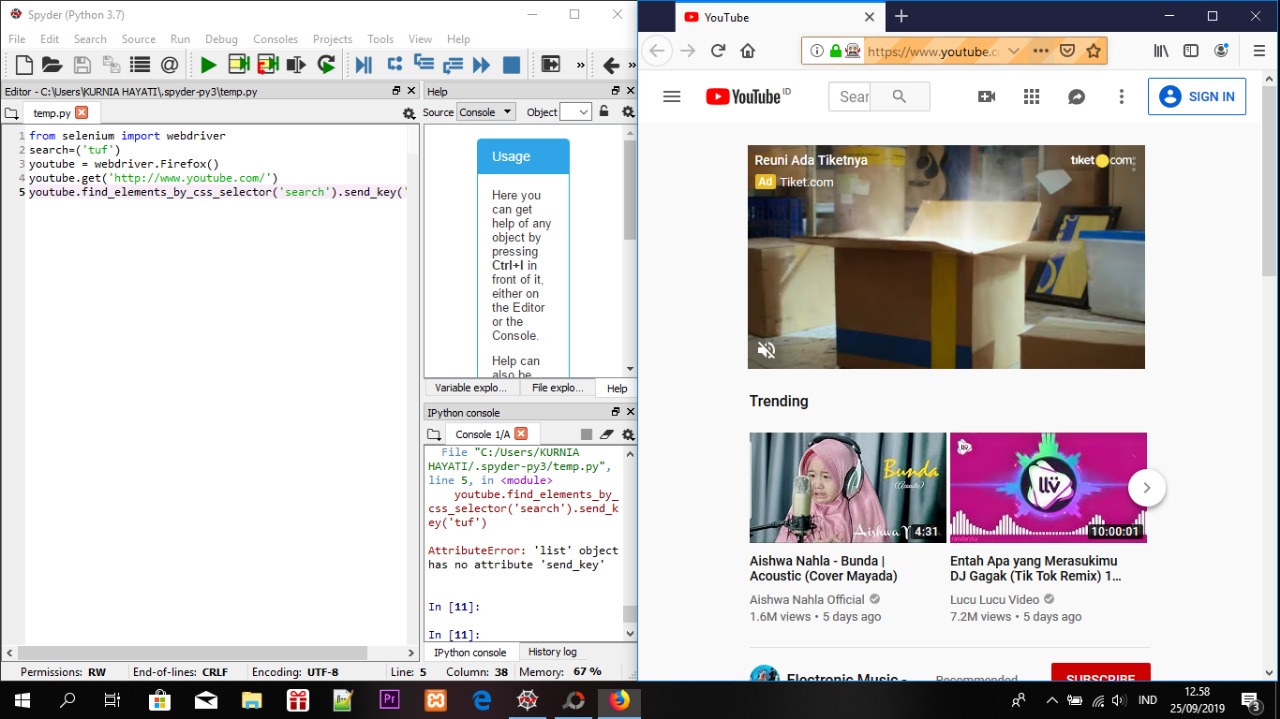 Spyder (Python 3.7)
File Edit Search Source Run Debug Consoles Projects Tools View Help
Editor - C:\Users\KURNIA HAYATI\.spyder-py3\temp.py
temp.py
1 from selenium import webdriver
2 search=('tuf')
3 youtube = webdriver.Firefox()
4 youtube.get('http://www.youtube.com/')
5 youtube.find_elements_by_css_selector('search').send_key('
Help
Source Console Object
Usage
Here you
can get
help of any
object by
pressing
Ctrl+I in
front of it,
either on
the Editor
or the
Console.
Help can
also be
Variable explo... File explo... Help
IPython console
Console 1/A
File "C:/Users/KURNIA
HAYATI/.spyder-py3/temp.py",
line 5, in <module>
youtube.find_elements_by_
css_selector('search').send_k
ey('tuf')
AttributeError: 'list' object
has no attribute 'send_key'
In [11]:
In [11]:
IPython console History log
Permissions: RW End-of-lines: CRLF Encoding: UTF-8 Line: 5 Column: 38 Memory: 67 %
YouTube
https://www.youtube.c
YouTube ID
Sear
SIGN IN
Reuni Ada Tiketnya
tiket.com
Ad Tiket.com
Trending
Bunda
(Acoustic)
4:31
10:00:01
Aishwa Nahla - Bunda |
Acoustic (Cover Mayada)
Aishwa Nahla Official
1.6M views • 5 days ago
Entah Apa yang Merasukimu
DJ Gagak (Tik Tok Remix) 1...
Lucu Lucu Video
7.2M views • 5 days ago
Electronic Music -
Recommended
SUBSCRIBE
Pr
IND
12.58
25/09/2019
3